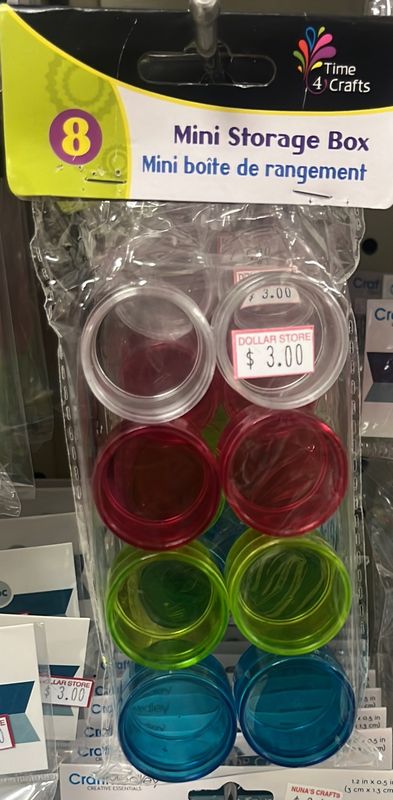 Time
4 Crafts
8
Mini Storage Box
Mini boîte de rangement
$ 3.00
DOLLAR STORE
$ 3.00
DOLLAR STORE
$ 3.00
Craft Medley
CREATIVE ESSENTIALS
NUNA'S CRAFTS
1.2 in x 0.5 in
(3 cm x 1.3 cm)